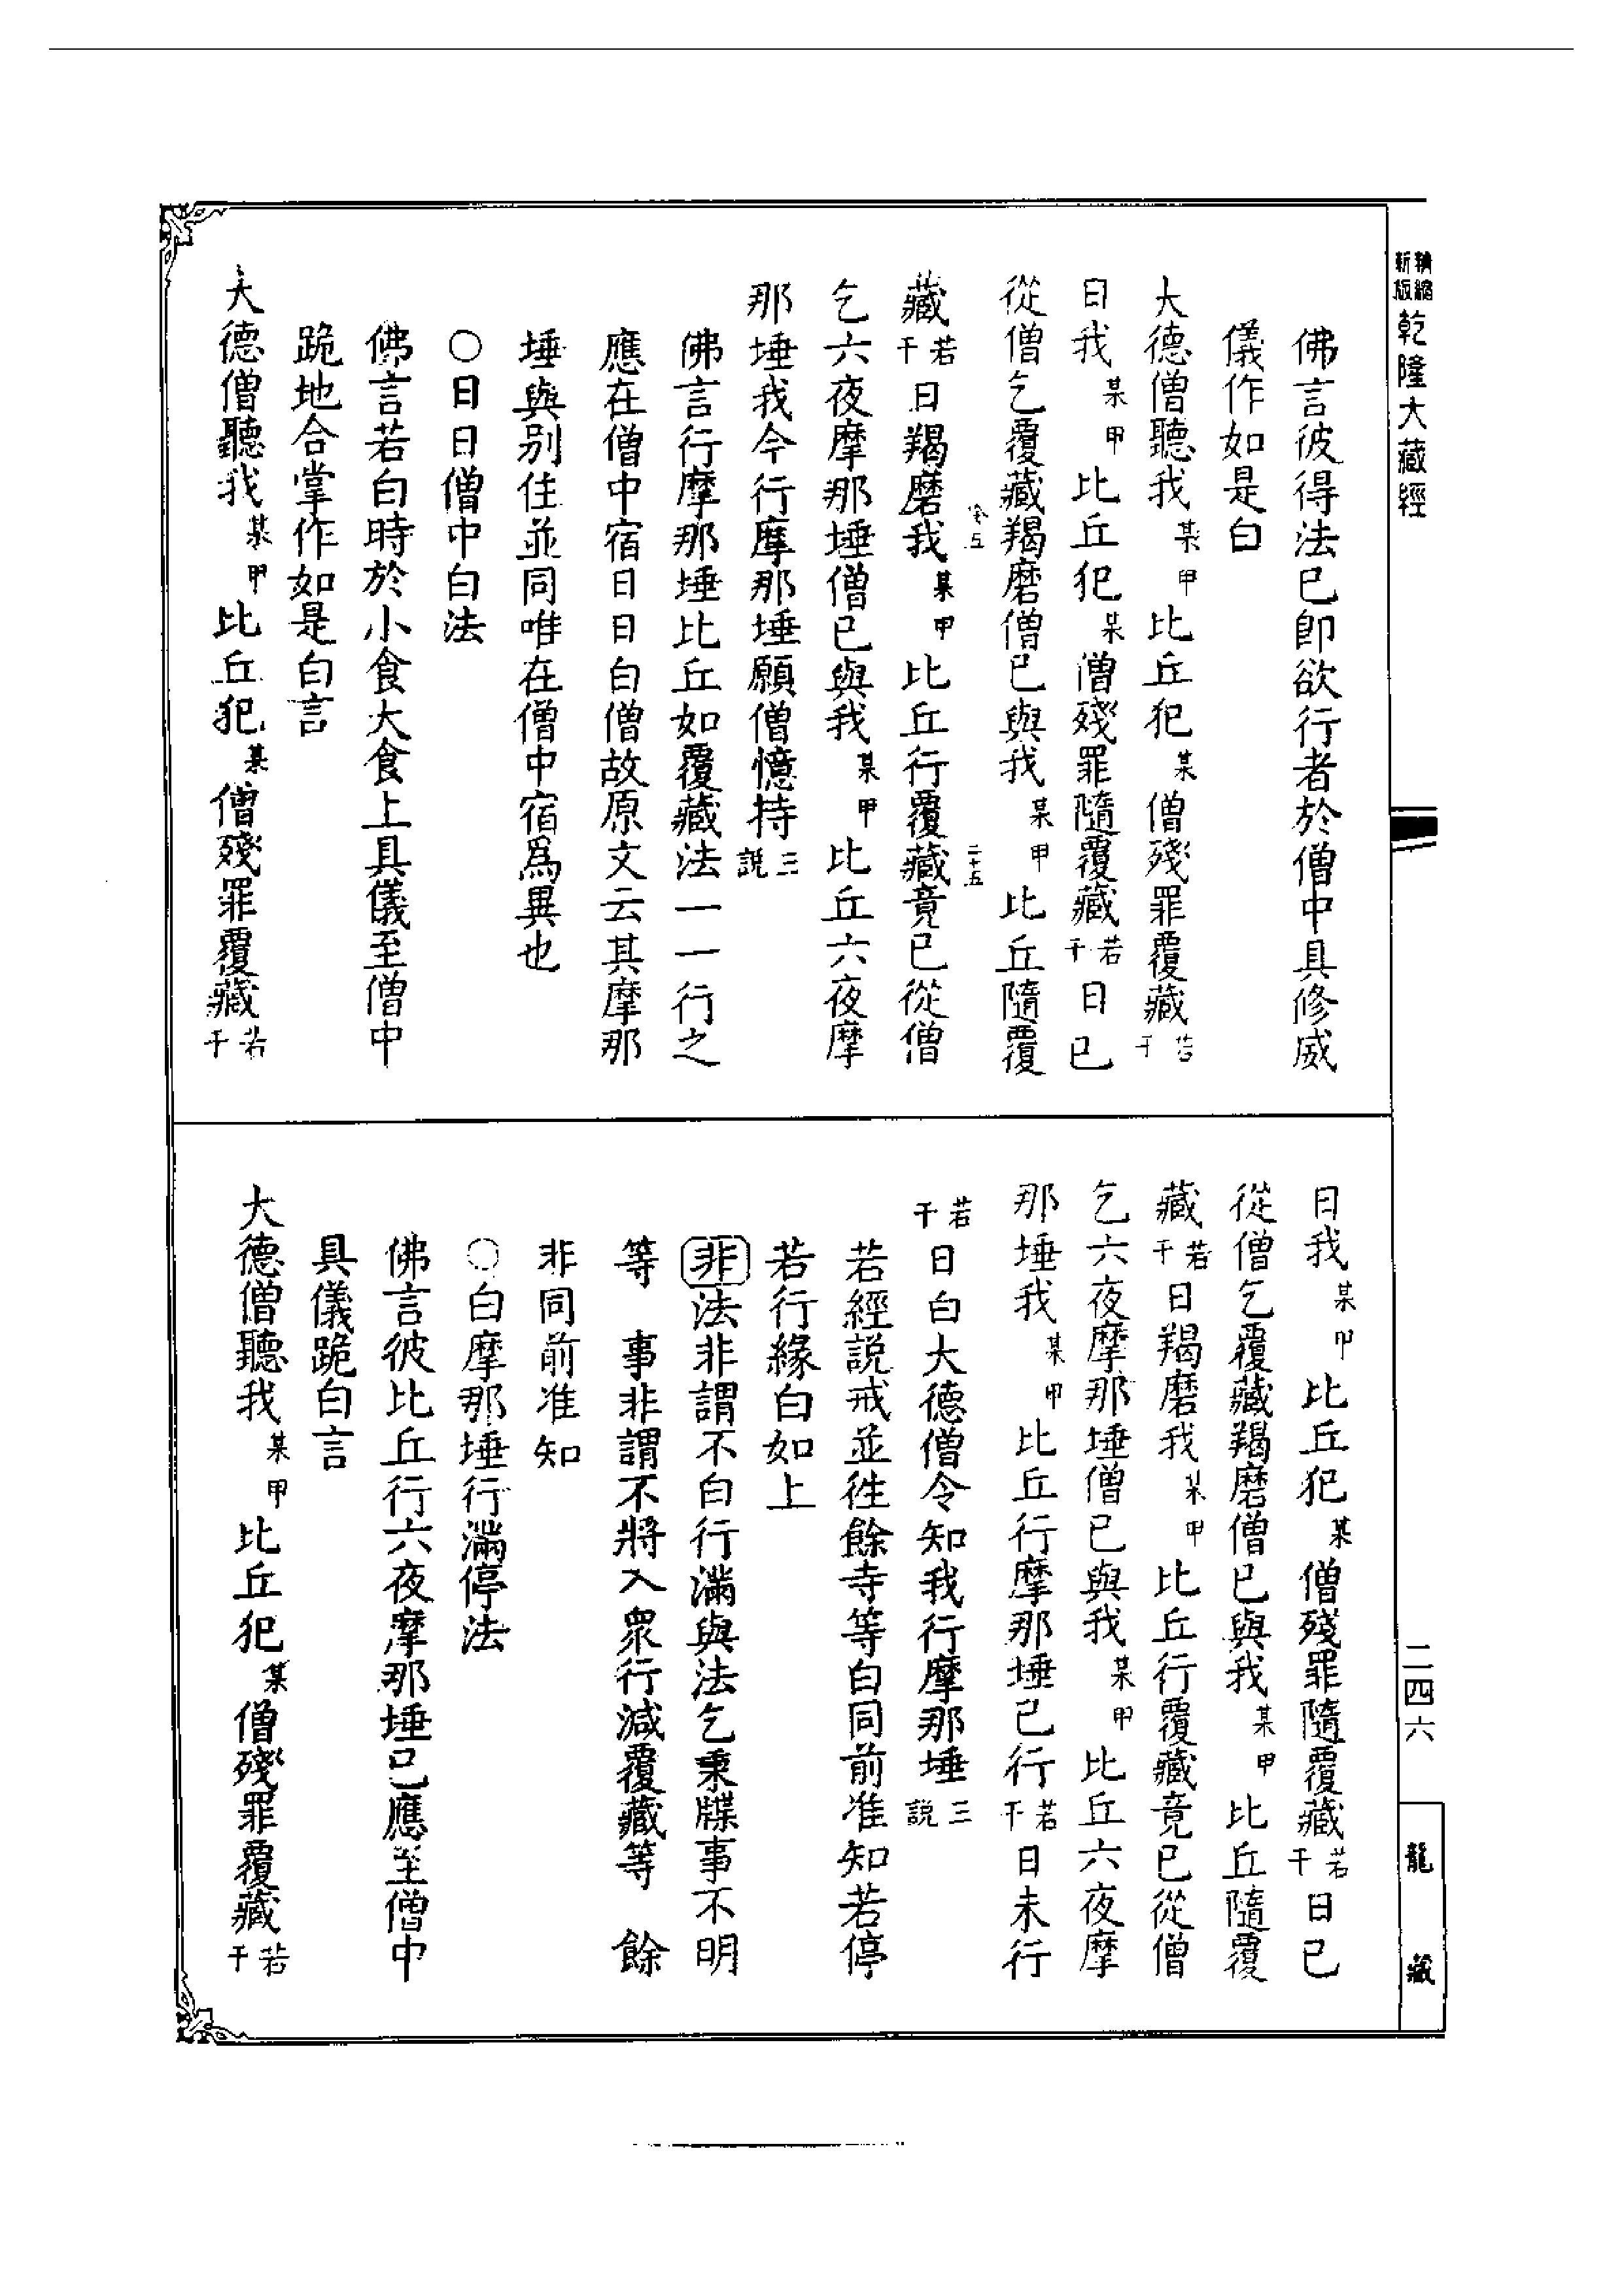 精縮新版乾隆大藏經
佛言彼得法已卽欲行者於僧中具修威
儀作如是白
大德僧聽我某甲比丘犯某僧殘罪覆藏若干
日我某甲比丘犯某僧殘罪隨覆藏若干日已
從僧乞覆藏羯磨僧已與我某甲比丘隨覆
二十五
藏若干日羯磨我某甲比丘行覆藏竟已從僧
乞六夜摩那埵僧已與我某甲比丘六夜摩
那埵我今行摩那埵願僧憶持三說
佛言行摩那埵比丘如覆藏法一一行之
應在僧中宿日日白僧故原文云其摩那
埵與別住並同唯在僧中宿爲異也
○日日僧中白法
佛言若白時於小食大食上具儀至僧中
跪地合掌作如是白言
大德僧聽我某甲比丘犯某僧殘罪覆藏若干
日我某甲比丘犯某僧殘罪隨覆藏若干日已
從僧乞覆藏羯磨僧已與我某甲比丘隨覆
藏若干日羯磨我某甲比丘行覆藏竟已從僧
乞六夜摩那埵僧已與我某甲比丘六夜摩
那埵我某甲比丘行摩那埵已行若干日未行
若干日白大德僧令知我行摩那埵三說
若經說戒並往餘寺等白同前准知若停
若行緣白如上
非法非謂不白行滿與法乞秉牒事不明
等 事非謂不將入眾行減覆藏等 餘
非同前准知
○白摩那埵行滿停法
佛言彼比丘行六夜摩那埵已應至僧中
具儀跪白言
大德僧聽我某甲比丘犯某僧殘罪覆藏若干
二四六
龍藏